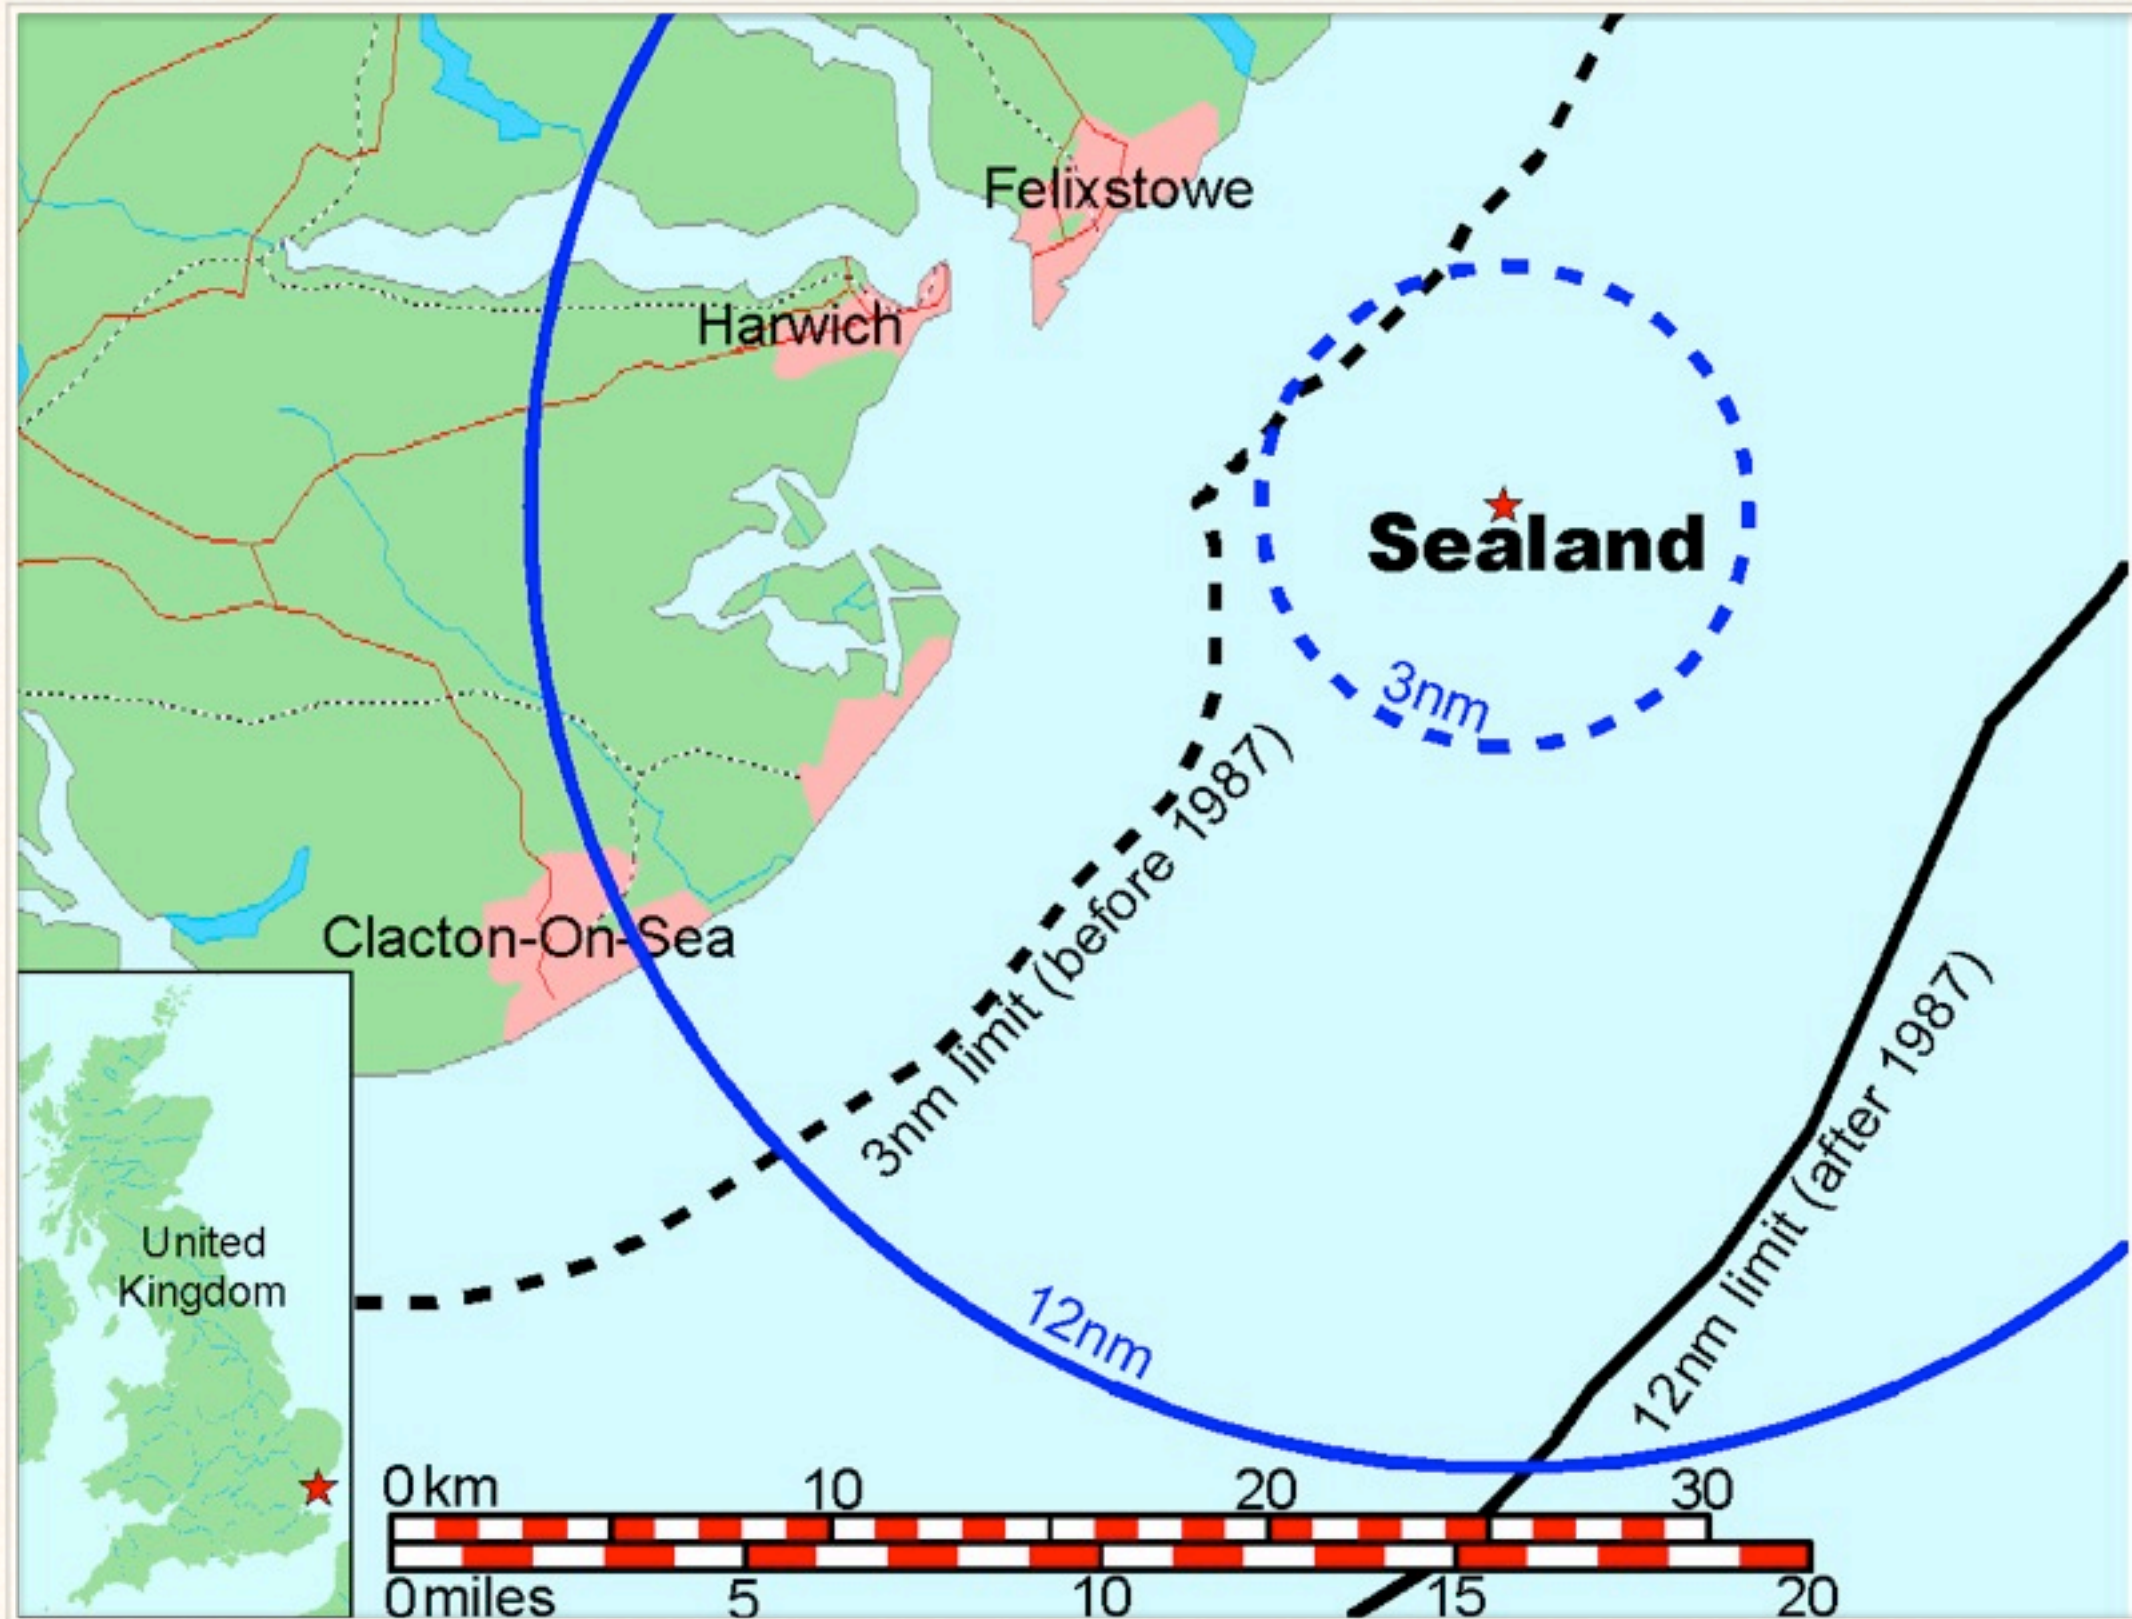 Felixstowe
Harwich
Sealand
3nm
3nm limit (before 1987)
Clacton-On-Sea
12nm limit (after 1987)
United
Kingdom
12nm
0 km 10 20 30
0 miles 5 10 15 20